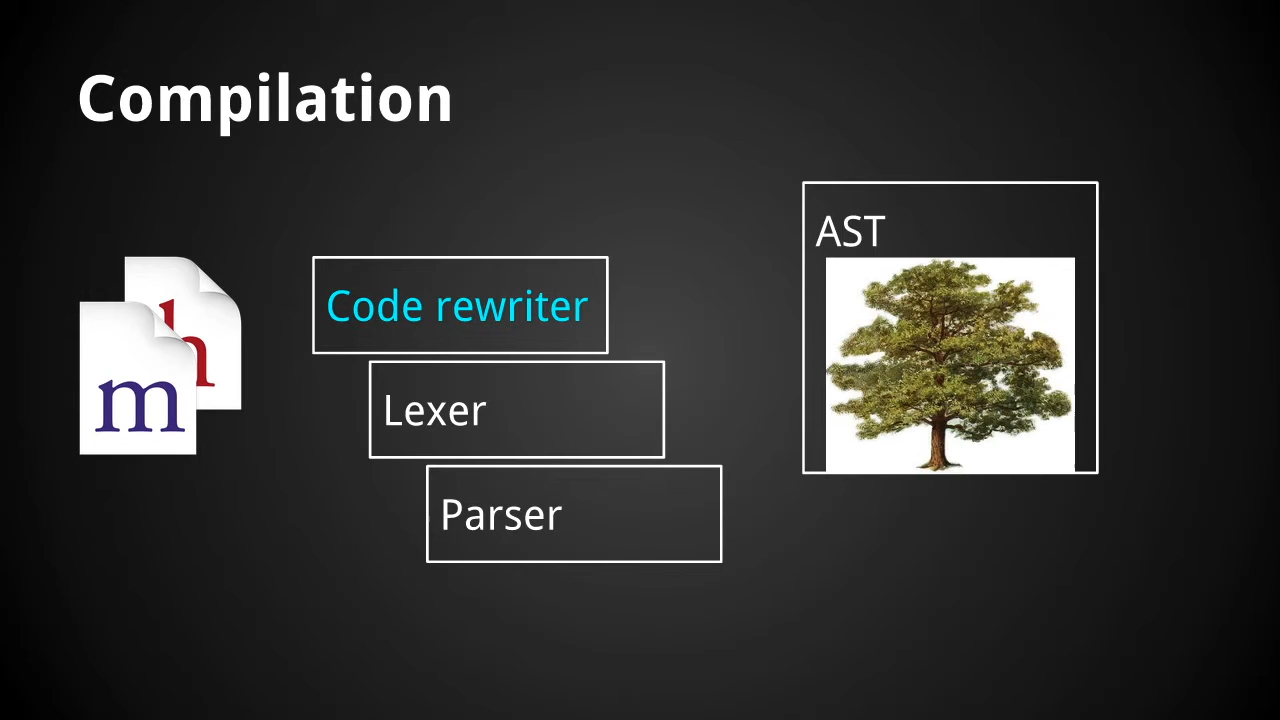 Compilation
h
m
Code rewriter
Lexer
Parser
AST